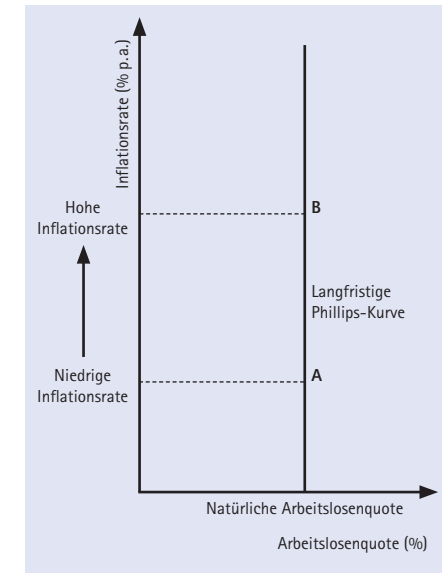 Inflationsrate (% p.a.)
Hohe
Inflationsrate
B
Langfristige
Phillips-Kurve
Niedrige
Inflationsrate
A
Natürliche Arbeitslosenquote
Arbeitslosenquote (%)